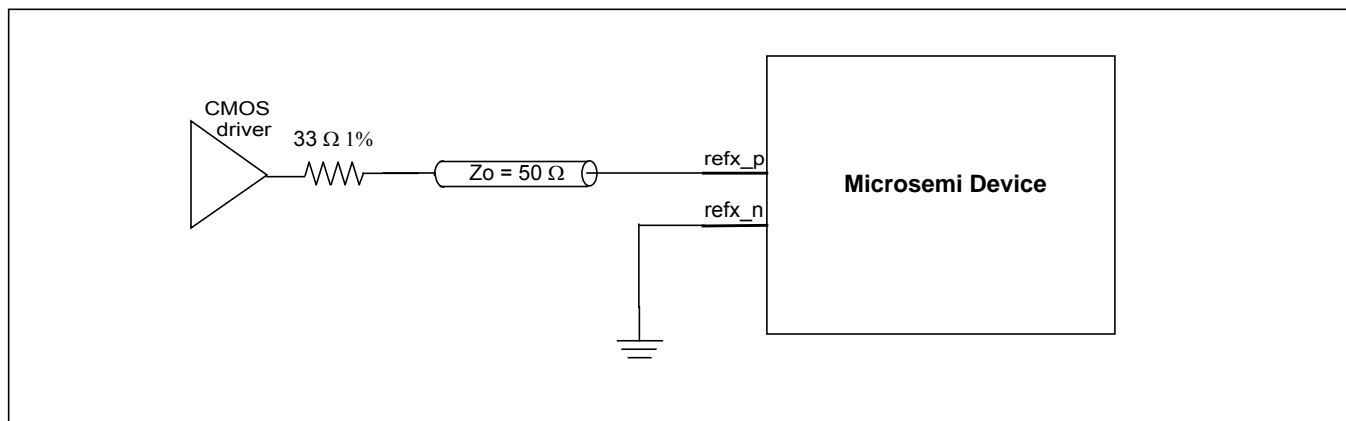 CMOS
driver
33 Ω 1%
Zo = 50 Ω
refx_p
refx_n
Microsemi Device